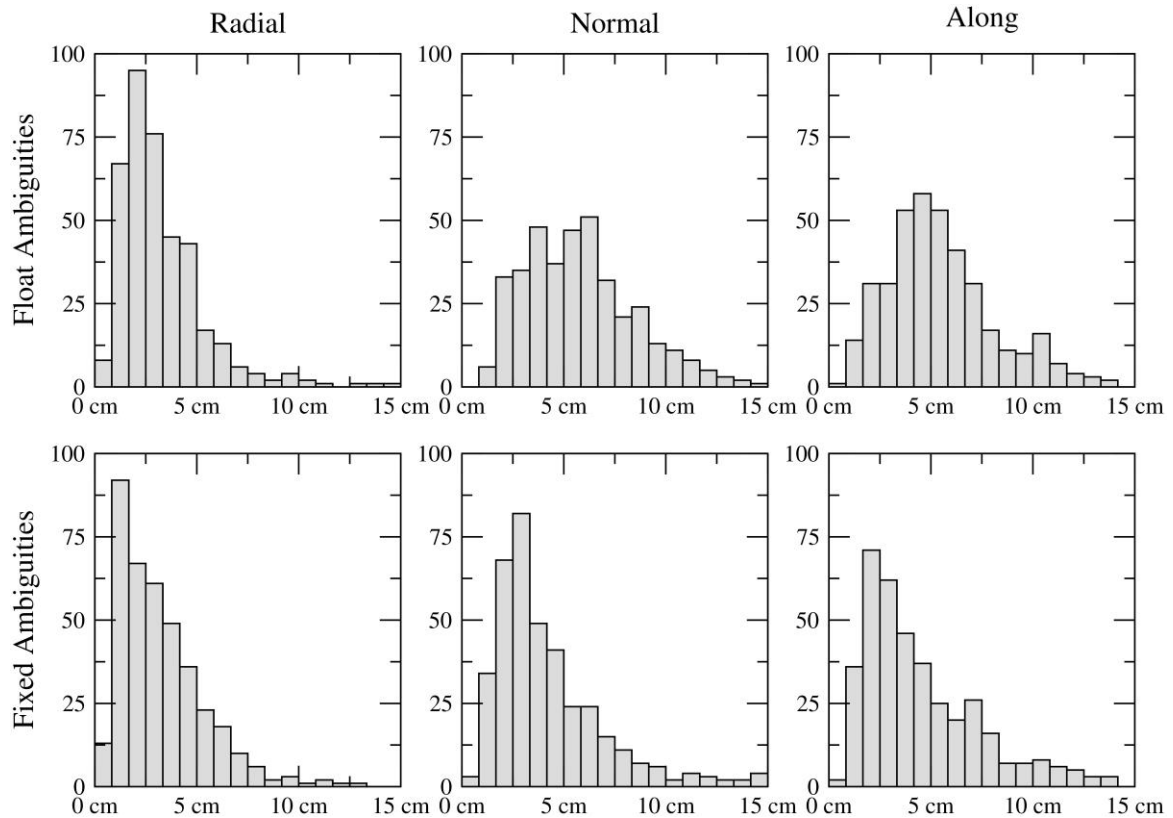 Radial Normal Along
Float Ambiguities
100 100 100
75 75 75
50 50 50
25 25 25
0 0 0
0 cm 5 cm 10 cm 15 cm 0 cm 5 cm 10 cm 15 cm 0 cm 5 cm 10 cm 15 cm
Fixed Ambiguities
100 100 100
75 75 75
50 50 50
25 25 25
0 0 0
0 cm 5 cm 10 cm 15 cm 0 cm 5 cm 10 cm 15 cm 0 cm 5 cm 10 cm 15 cm